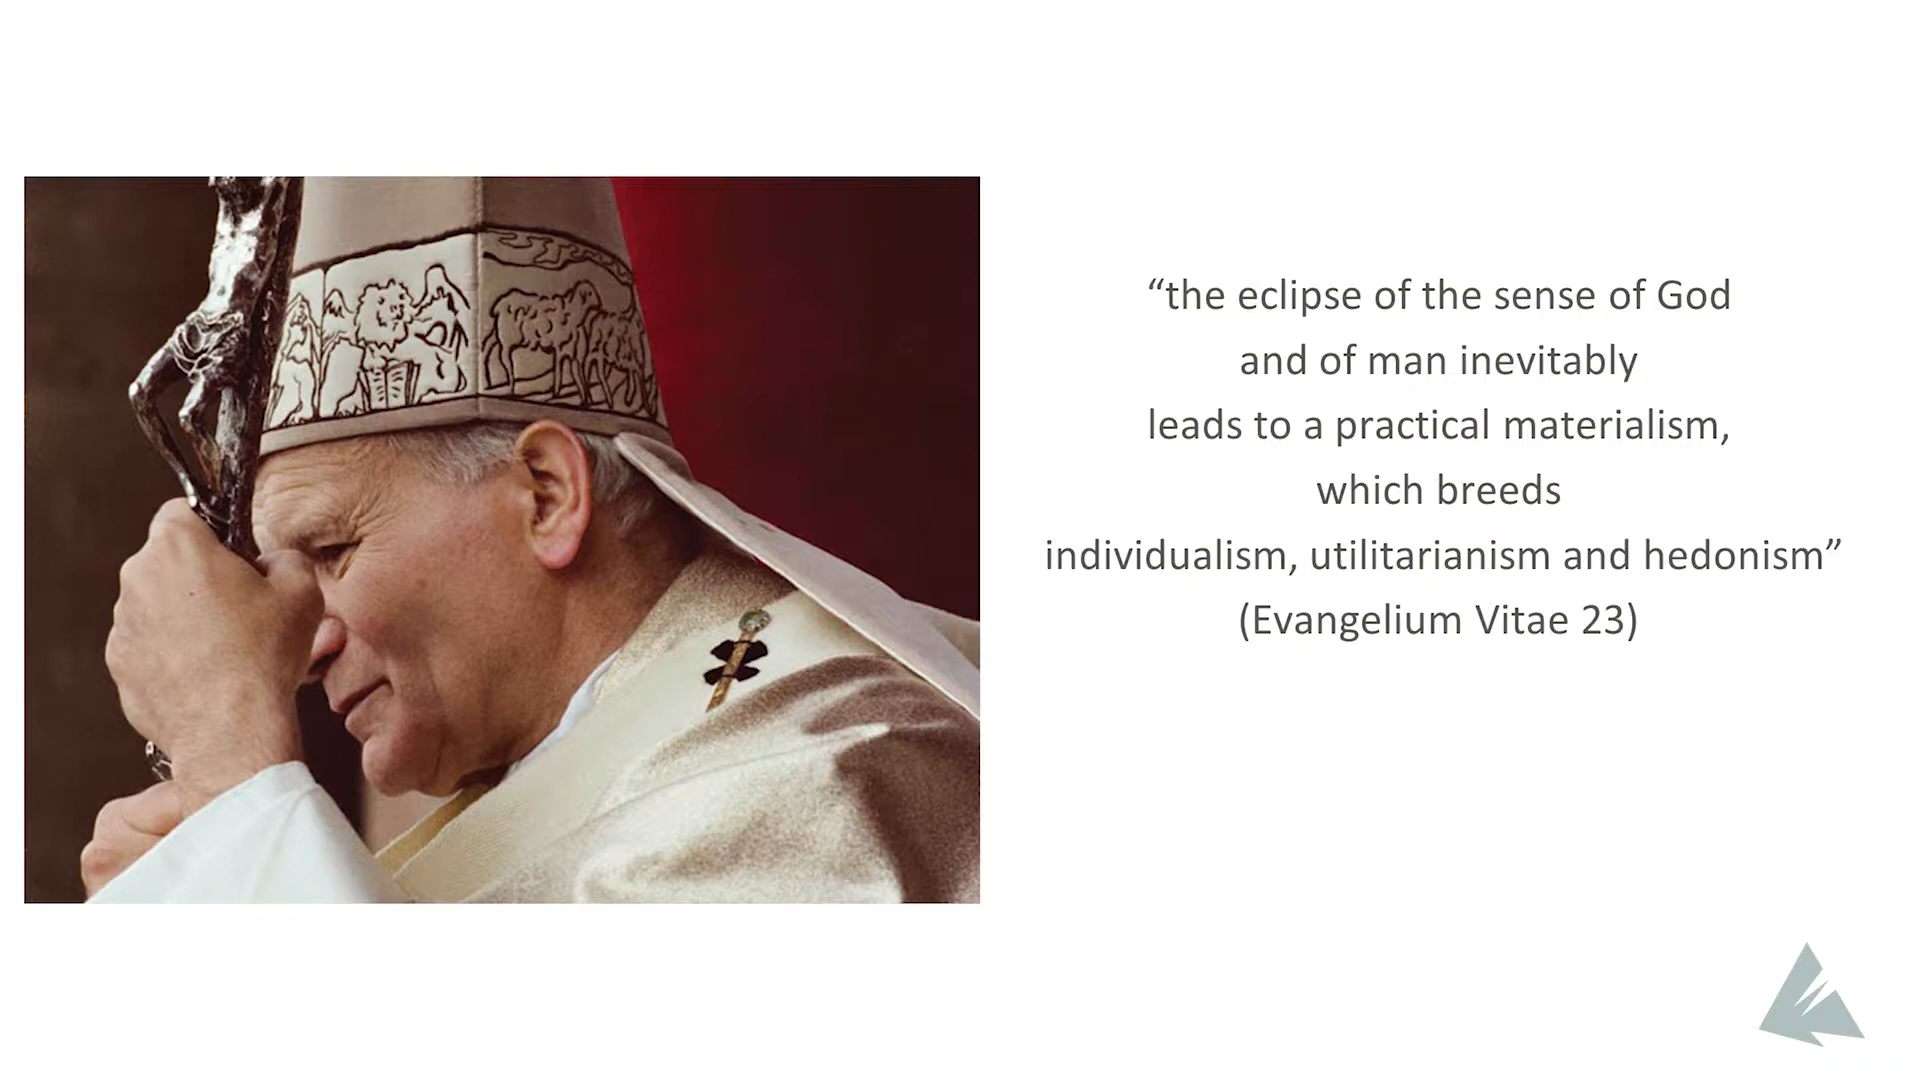 “the eclipse of the sense of God
and of man inevitably
leads to a practical materialism,
which breeds
individualism, utilitarianism and hedonism”
(Evangelium Vitae 23)